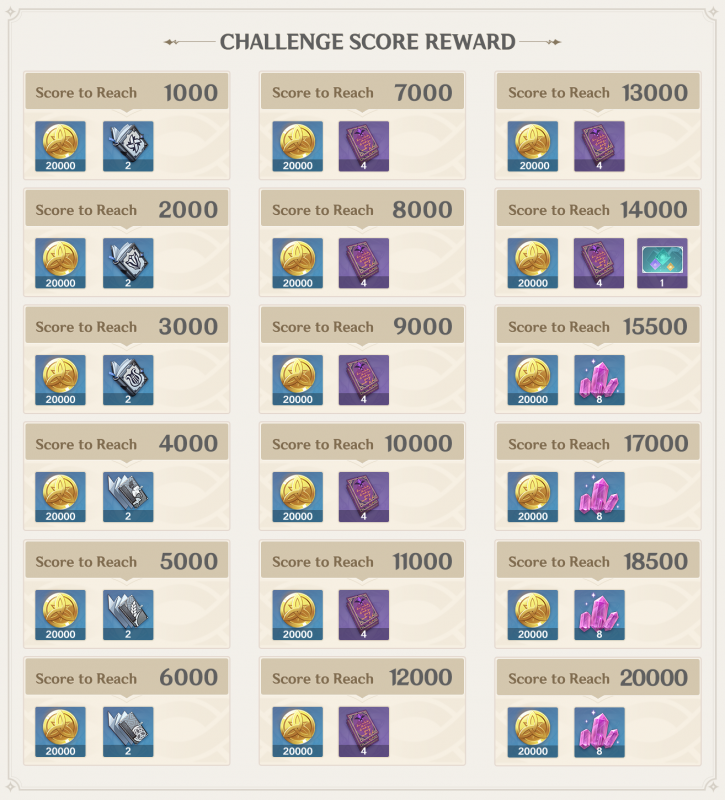 CHALLENGE SCORE REWARD
Score to Reach 1000
20000 2
Score to Reach 2000
20000 2
Score to Reach 3000
20000 2
Score to Reach 4000
20000 2
Score to Reach 5000
20000 2
Score to Reach 6000
20000 2
Score to Reach 7000
20000 4
Score to Reach 8000
20000 4
Score to Reach 9000
20000 4
Score to Reach 10000
20000 4
Score to Reach 11000
20000 4
Score to Reach 12000
20000 4
Score to Reach 13000
20000 4
Score to Reach 14000
20000 4 1
Score to Reach 15500
20000 8
Score to Reach 17000
20000 8
Score to Reach 18500
20000 8
Score to Reach 20000
20000 8